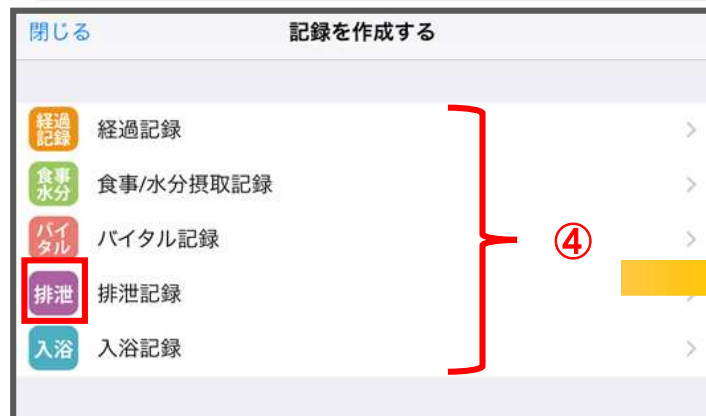 閉じる 記録を作成する
経過
記録 経過記録
食事
水分 食事/水分摂取記録
バイ
タル バイタル記録
④
排泄 排泄記録
入浴 入浴記録